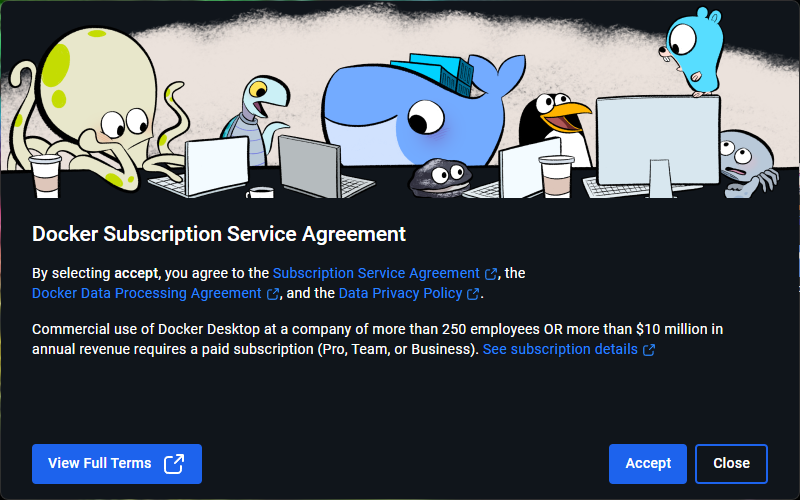 Docker Subscription Service Agreement
By selecting accept, you agree to the Subscription Service Agreement, the
Docker Data Processing Agreement, and the Data Privacy Policy.
Commercial use of Docker Desktop at a company of more than 250 employees OR more than $10 million in
annual revenue requires a paid subscription (Pro, Team, or Business). See subscription details
View Full Terms
Accept
Close